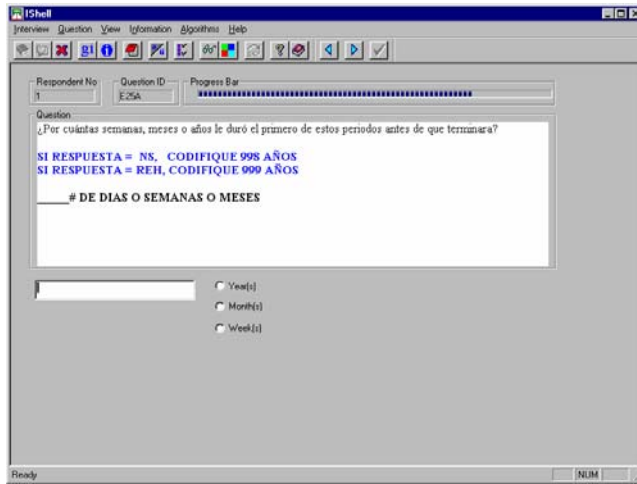 IShell
Interview Question View Information Algorithms Help
Respondent No
1
Question ID
E25A
Progress Bar
Question
¿Por cuántas semanas, meses o años le duró el primero de estos periodos antes de que terminara?
SI RESPUESTA = NS, CODIFIQUE 998 AÑOS
SI RESPUESTA = REH, CODIFIQUE 999 AÑOS
_____# DE DIAS O SEMANAS O MESES
Year(s)
Month(s)
Week(s)
Ready
NUM